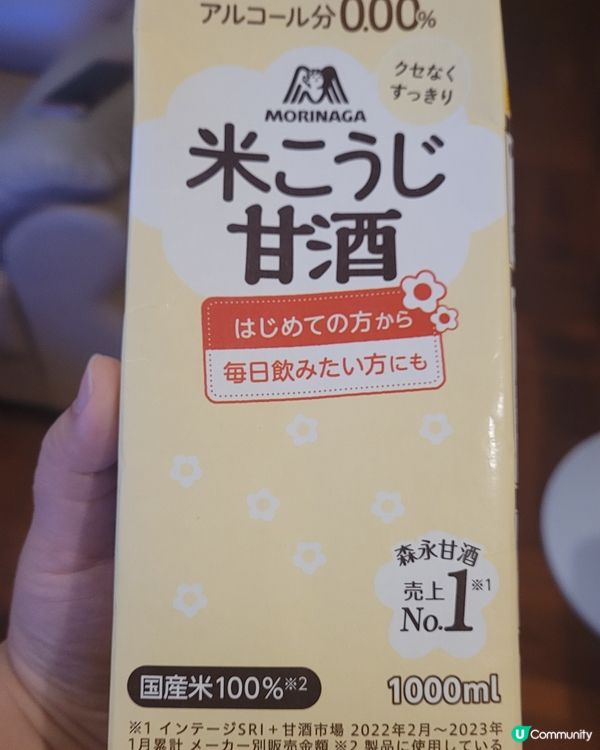 アルコール分0.00%
クセなく
すっきり
MORINAGA
米こうじ
甘酒
はじめての方から
毎日飲みたい方にも
森永甘酒
売上
No.1※1
国産米100%※2
1000ml
※1 インテージSRI+甘酒市場 2022年2月〜2023年
1月累計 メーカー別販売金額 ※2 製品に使用している
U Community